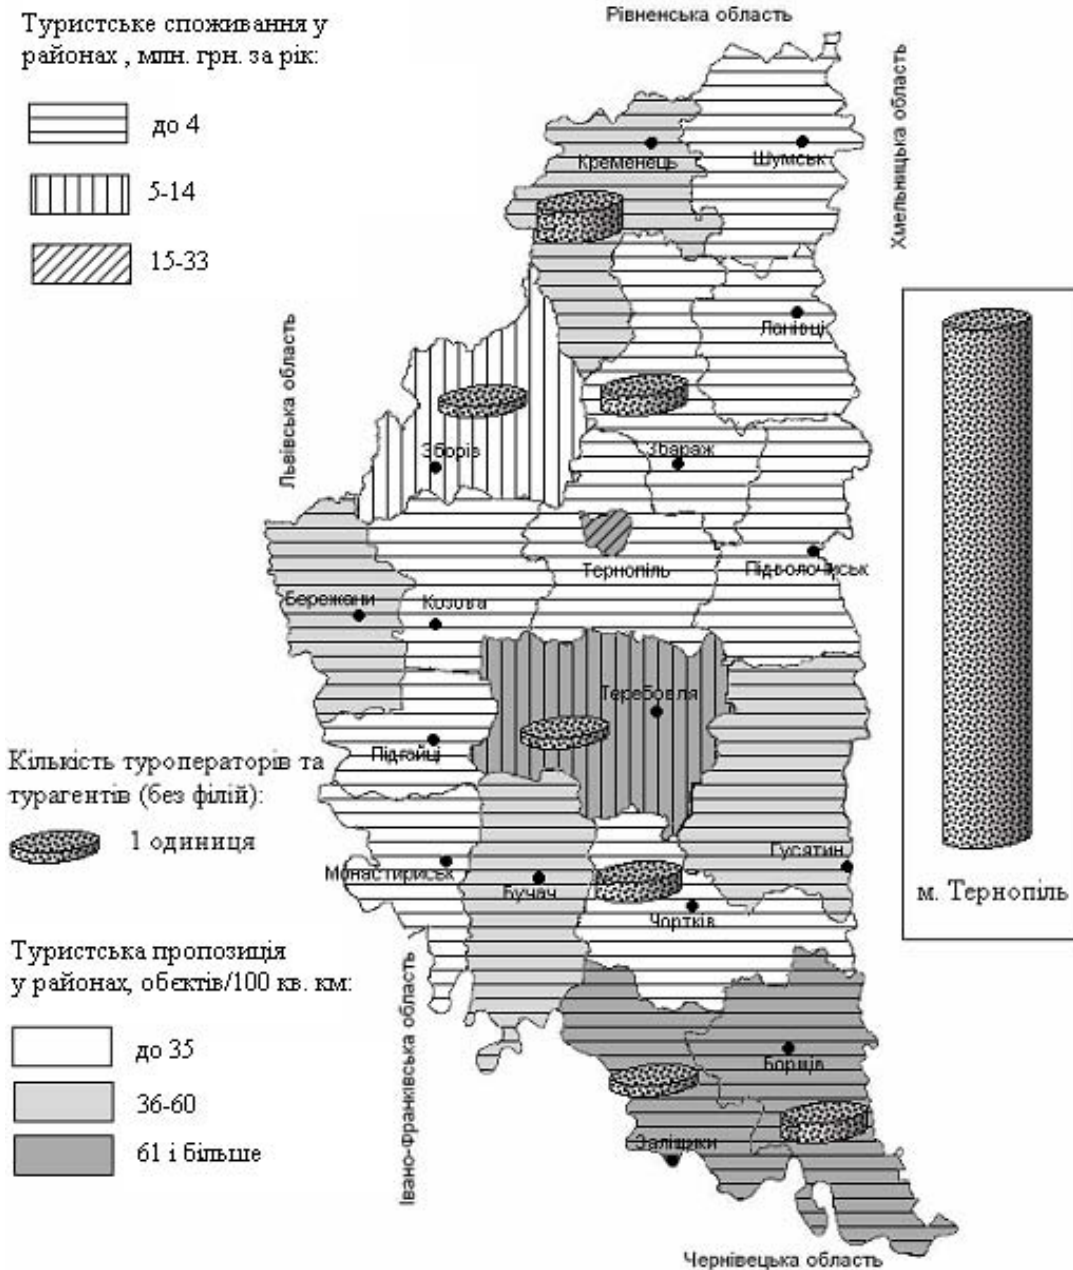 Туристське споживання у
районах , млн. грн. за рік:
до 4
5-14
15-33
Рівненська область
Хмельницька область
Львівська область
Кременець
Шумськ
Лонівці
Зборів
Збараж
Тернопіль
Підволочиськ
Бережани
Козова
Теребовля
Підгайці
Кількість туроператорів та
турагентів (без філій):
1 одиниця
Монастириськ
Бучач
Гусятин
Чортків
м. Тернопіль
Туристська пропозиція
у районах, обєктів/100 кв. км:
до 35
36-60
61 і більше
Івано-Франківська область
Борщів
Заліщики
Чернівецька область